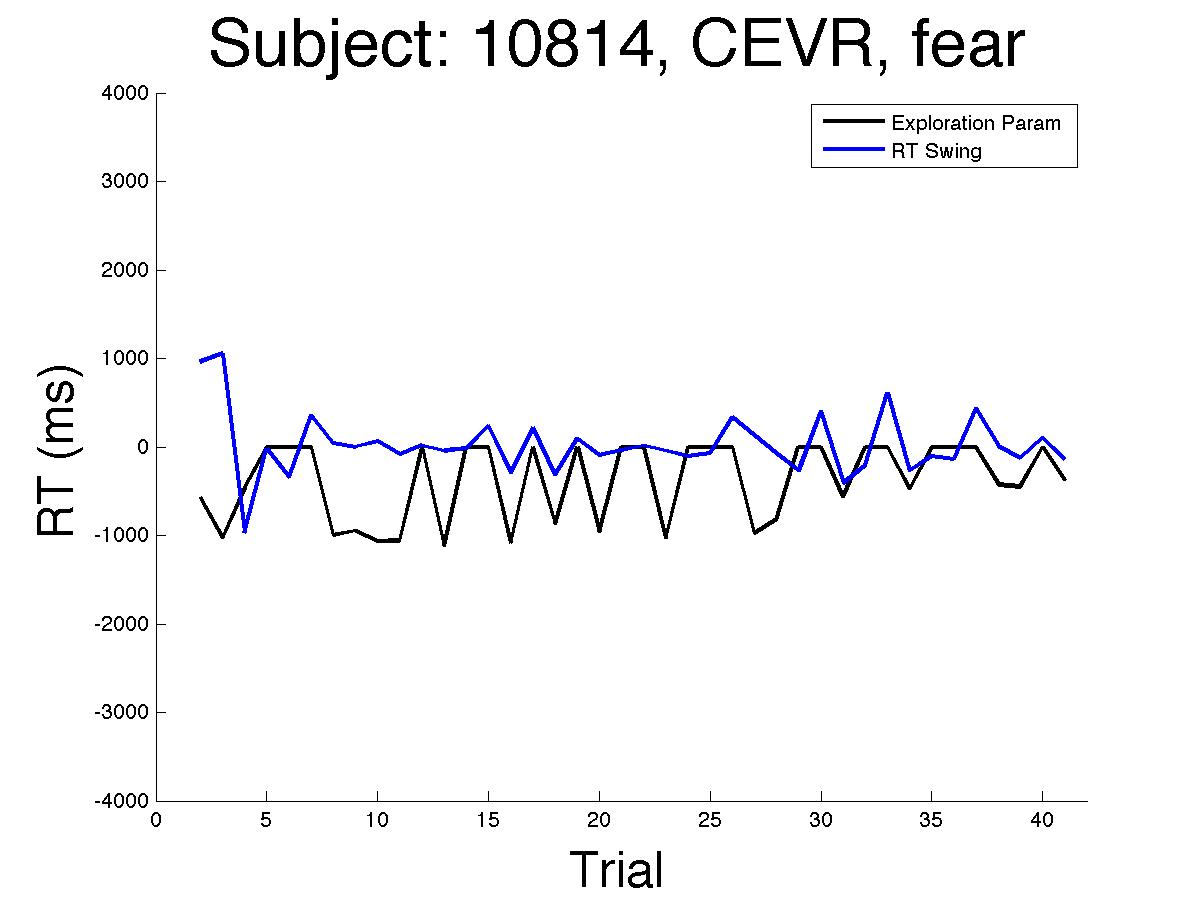 Subject: 10814, CEVR, fear
Exploration Param
RT Swing
4000
3000
2000
1000
0
-1000
-2000
-3000
-4000
RT (ms)
0 5 10 15 20 25 30 35 40
Trial